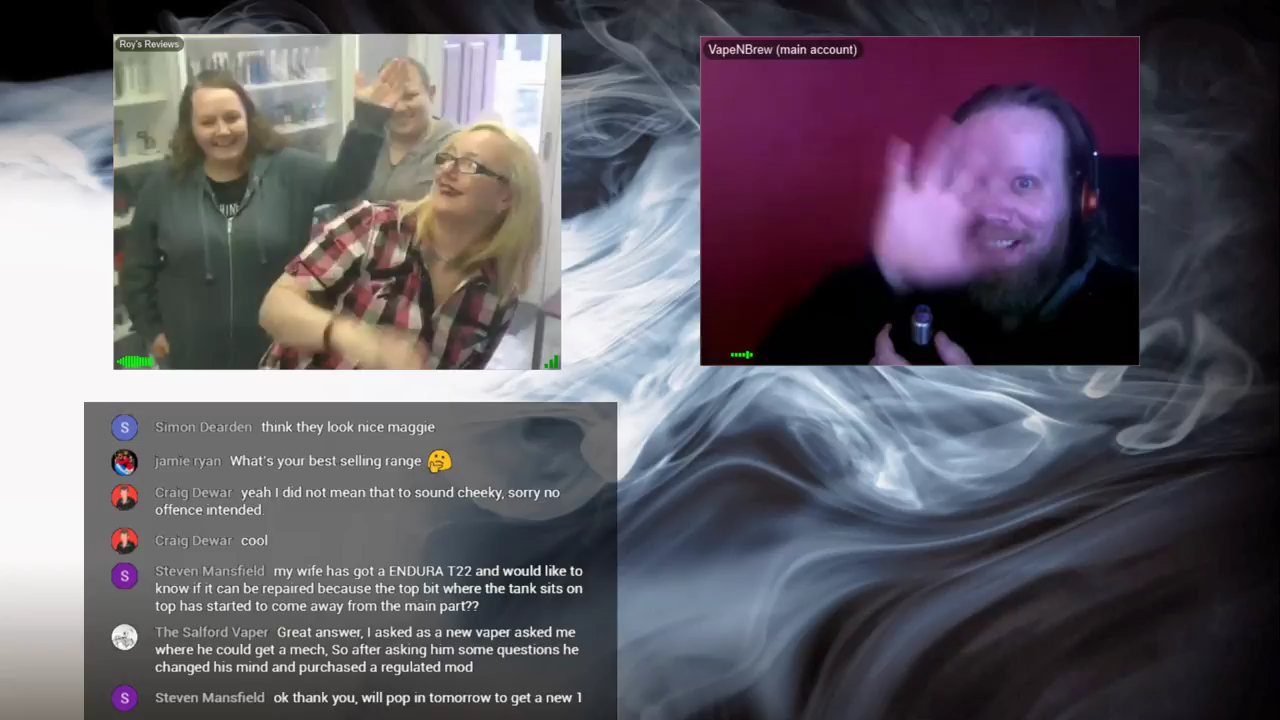 Roy's Reviews
VapeNBrew (main account)
S Simon Dearden think they look nice maggie
jamie ryan What's your best selling range 🤔
Craig Dewar yeah I did not mean that to sound cheeky, sorry no
offence intended.
Craig Dewar cool
S Steven Mansfield my wife has got a ENDURA T22 and would like to
know if it can be repaired because the top bit where the tank sits on
top has started to come away from the main part??
The Salford Vaper Great answer, I asked as a new vaper asked me
where he could get a mech, So after asking him some questions he
changed his mind and purchased a regulated mod
S Steven Mansfield ok thank you, will pop in tomorrow to get a new 1